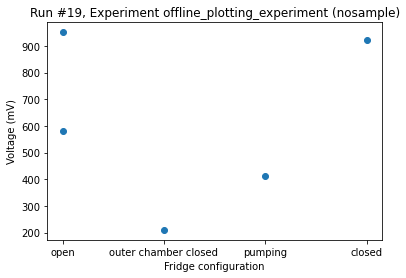 Run #19, Experiment offline_plotting_experiment (nosample)
Voltage (mV)
900
800
700
600
500
400
300
200
open outer chamber closed pumping closed
Fridge configuration